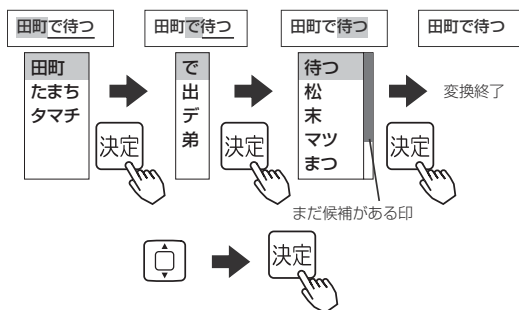 田町で待つ
田町で待つ
田町で待つ
田町で待つ
田町
たまち
タマチ
決定
で
出
デ
弟
決定
待つ
松
末
マツ
まつ
決定
変換終了
まだ候補がある印
決定